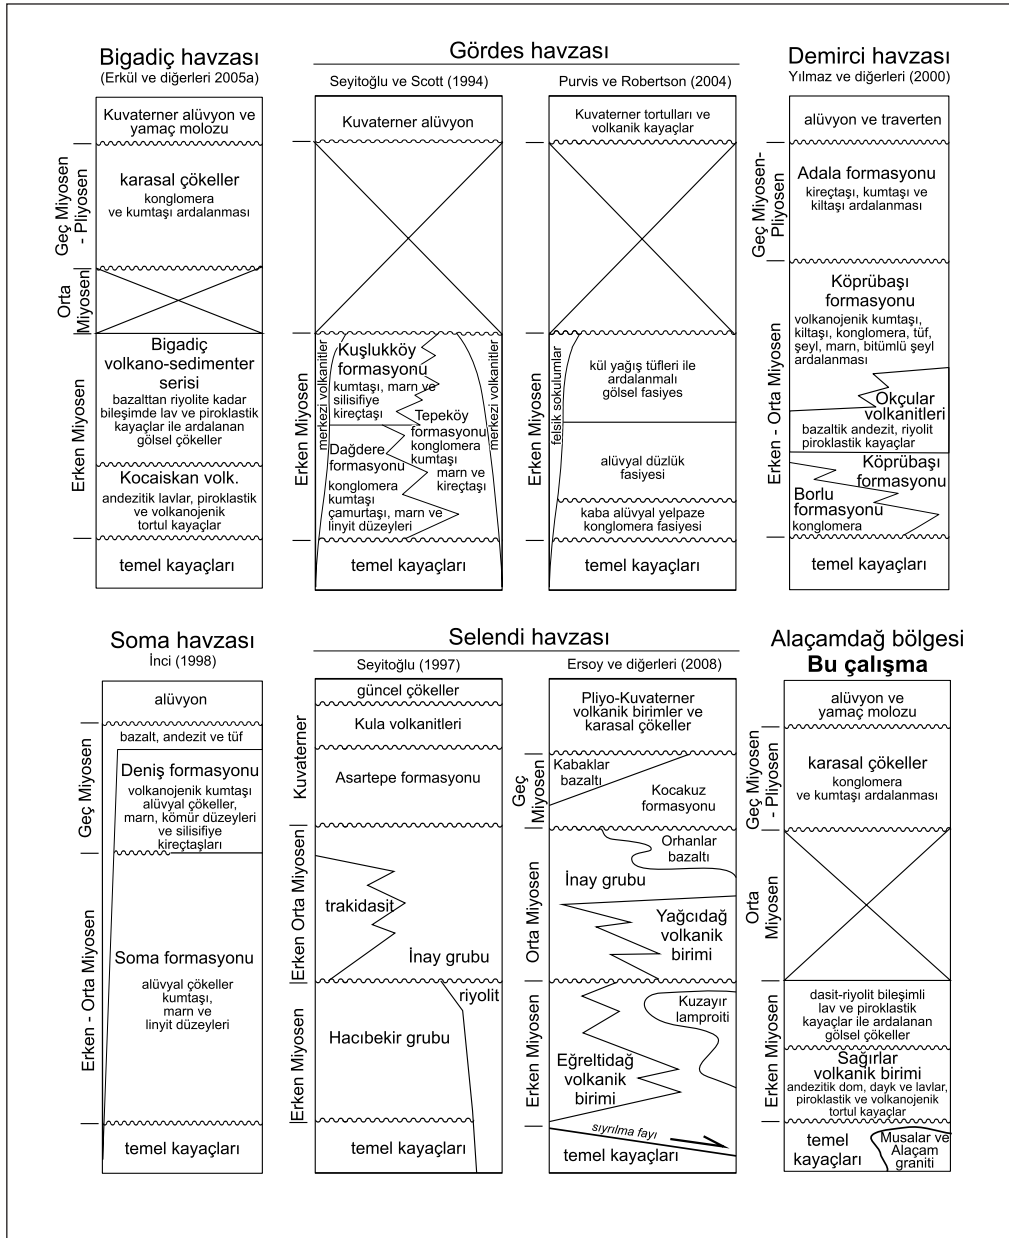 Bigadiç havzası
(Erkül ve diğerleri 2005a)
Kuvaterner alüvyon ve
yamaç molozu
Geç Miyosen
- Pliyosen
karasal çökeller
konglomera
ve kumtaşı ardalanması
Orta
Miyosen
Erken Miyosen
Bigadiç
volkano-sedimenter
serisi
bazalttan riyolite kadar
bileşimde lav ve piroklastik
kayaçlar ile ardalanan
gölsel çökeller
Kocaiskan volk.
andezitik lavlar, piroklastik
ve volkanojenik
tortul kayaçlar
temel kayaçları
Gördes havzası
Seyitoğlu ve Scott (1994)
Kuvaterner alüvyon
Erken Miyosen
merkezi volkanitler
Kuşlukköy
formasyonu
kumtaşı, marn ve
silisifiye
kireçtaşı
merkezi volkanitler
Tepeköy
formasyonu
konglomera
kumtaşı
marn ve
kireçtaşı
Dağdere
formasyonu
konglomera
kumtaşı
çamurtaşı, marn ve
linyit düzeyleri
temel kayaçları
Purvis ve Robertson (2004)
Kuvaterner tortulları ve
volkanik kayaçlar
Erken Miyosen
felsik sokulumlar
kül yağış tüfleri ile
ardalanmalı
gölsel fasiyes
alüvyal düzlük
fasiyesi
kaba alüvyal yelpaze
konglomera fasiyesi
temel kayaçları
Demirci havzası
Yılmaz ve diğerleri (2000)
alüvyon ve traverten
Geç Miyosen-
Pliyosen
Adala formasyonu
kireçtaşı, kumtaşı ve
kiltaşı ardalanması
Erken - Orta Miyosen
Köprübaşı
formasyonu
volkanojenik kumtaşı,
kiltaşı, konglomera, tüf,
şeyl, marn, bitümlü şeyl
ardalanması
Okçular
volkanitleri
bazaltik andezit, riyolit
piroklastik kayaçlar
Köprübaşı
formasyonu
Borlu
formasyonu
konglomera
temel kayaçları
Soma havzası
İnci (1998)
alüvyon
Geç Miyosen
bazalt, andezit ve tüf
Deniş formasyonu
volkanojenik kumtaşı
alüvyal çökeller,
marn, kömür düzeyleri
ve silisifiye
kireçtaşları
Erken - Orta Miyosen
Soma formasyonu
alüvyal çökeller
kumtaşı,
marn ve
linyit düzeyleri
temel kayaçları
Selendi havzası
Seyitoğlu (1997)
güncel çökeller
Kuvaterner
Kula volkanitleri
Asartepe formasyonu
Erken Orta Miyosen
trakidasit
İnay grubu
Erken Miyosen
riyolit
Hacıbekir grubu
temel kayaçları
Ersoy ve diğerleri (2008)
Pliyo-Kuvaterner
volkanik birimler ve
karasal çökeller
Geç
Miyosen
Kabaklar
bazaltı
Kocakuz
formasyonu
Orta Miyosen
Orhanlar
bazaltı
İnay grubu
Yağcıdağ
volkanik
birimi
Erken Miyosen
Kuzayır
lamproiti
Eğreltidağ
volkanik
birimi
sıyrılma fayı
temel kayaçları
Alaçamdağ bölgesi
Bu çalışma
alüvyon ve
yamaç molozu
Geç Miyosen
- Pliyosen
karasal çökeller
konglomera
ve kumtaşı ardalanması
Orta
Miyosen
Erken Miyosen
dasit-riyolit bileşimli
lav ve piroklastik
kayaçlar ile ardalanan
gölsel çökeller
Sağırlar
volkanik birimi
andezitik dom, dayk ve lavlar,
piroklastik ve volkanojenik
tortul kayaçlar
temel
kayaçları
Musalar ve
Alaçam
graniti